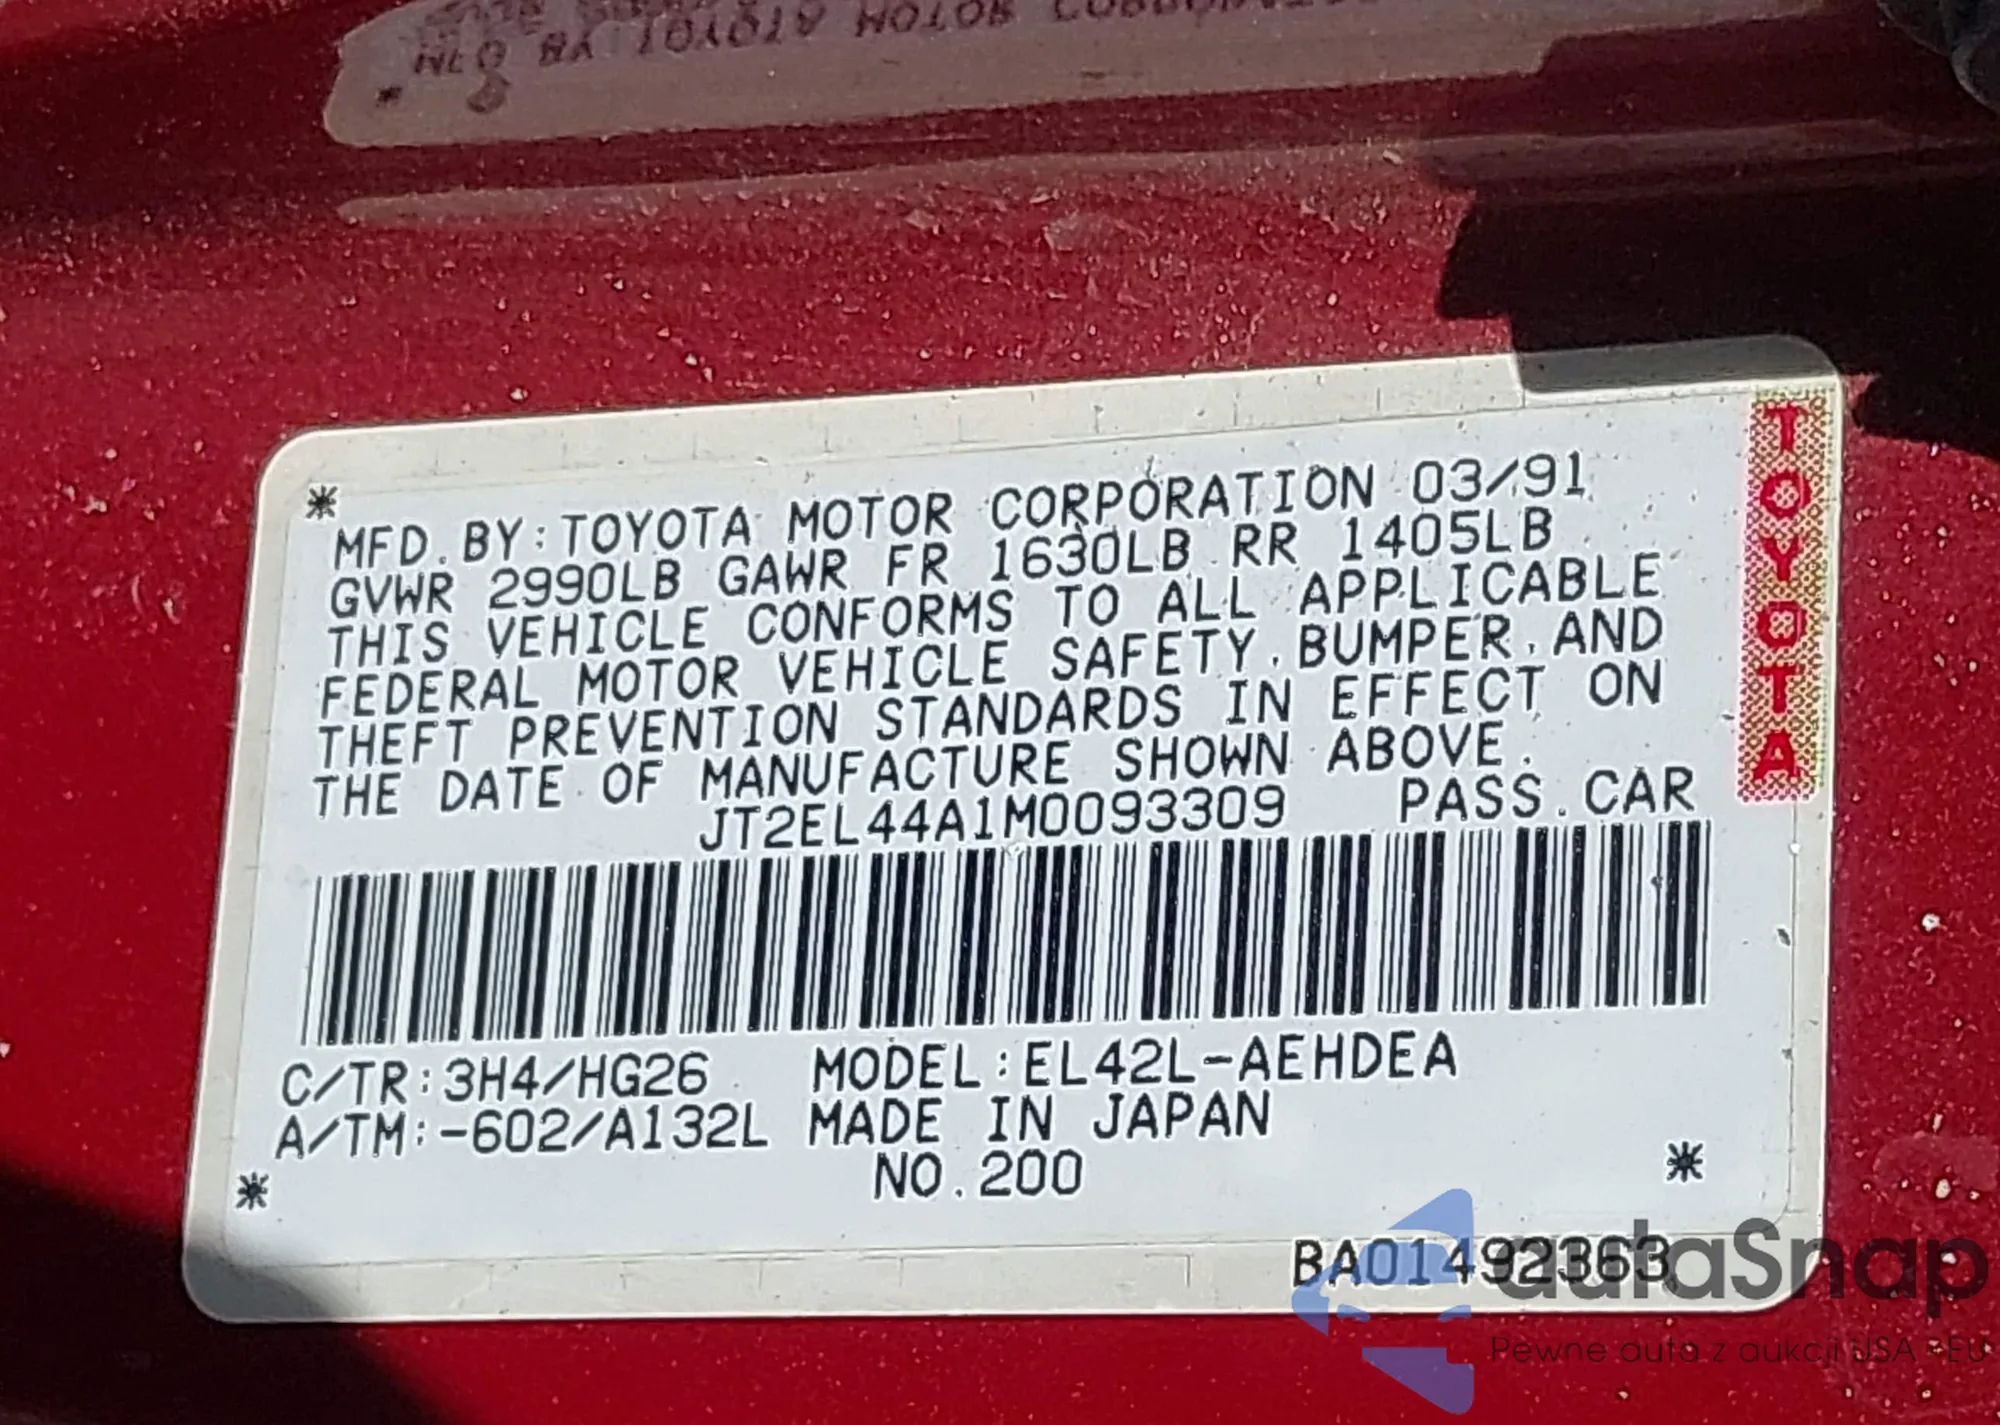 MFD. BY: TOYOTA MOTOR CORPORATION 03/91
GVWR 2990LB GAWR FR 1630LB RR 1405LB
THIS VEHICLE CONFORMS TO ALL APPLICABLE
FEDERAL MOTOR VEHICLE SAFETY, BUMPER, AND
THEFT PREVENTION STANDARDS IN EFFECT ON
THE DATE OF MANUFACTURE SHOWN ABOVE.
JT2EL44A1M0093309 PASS. CAR
C/TR: 3H4/HG26 MODEL: EL42L-AEHDEA
A/TM: -602/A132L MADE IN JAPAN
NO. 200
BA01492363
TOYOTA
autaSnap
Pewne auta z aukcji USA - EU